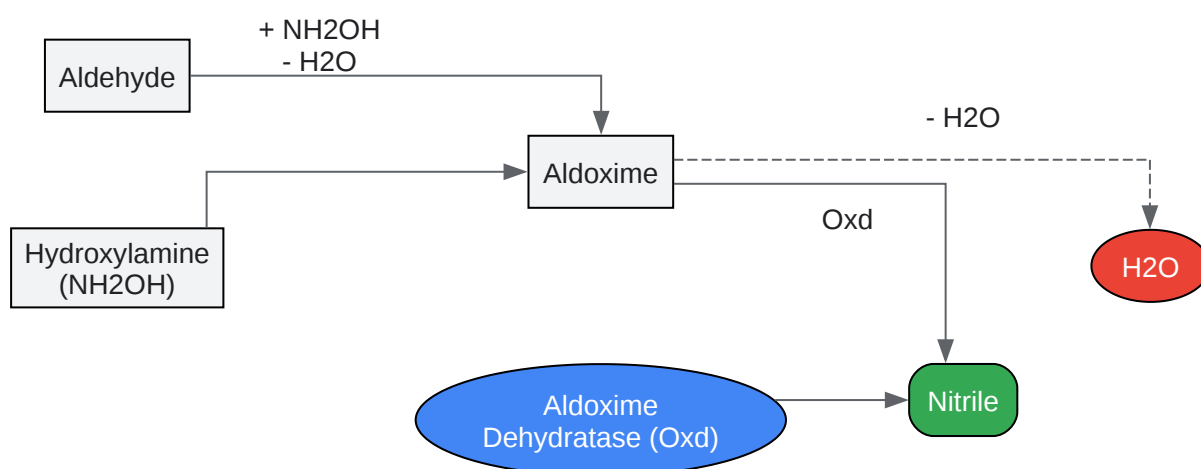 + NH2OH
- H2O
Aldehyde
- H2O
Aldoxime
Oxd
Hydroxylamine
(NH2OH)
H2O
Aldoxime
Dehydratase (Oxd)
Nitrile